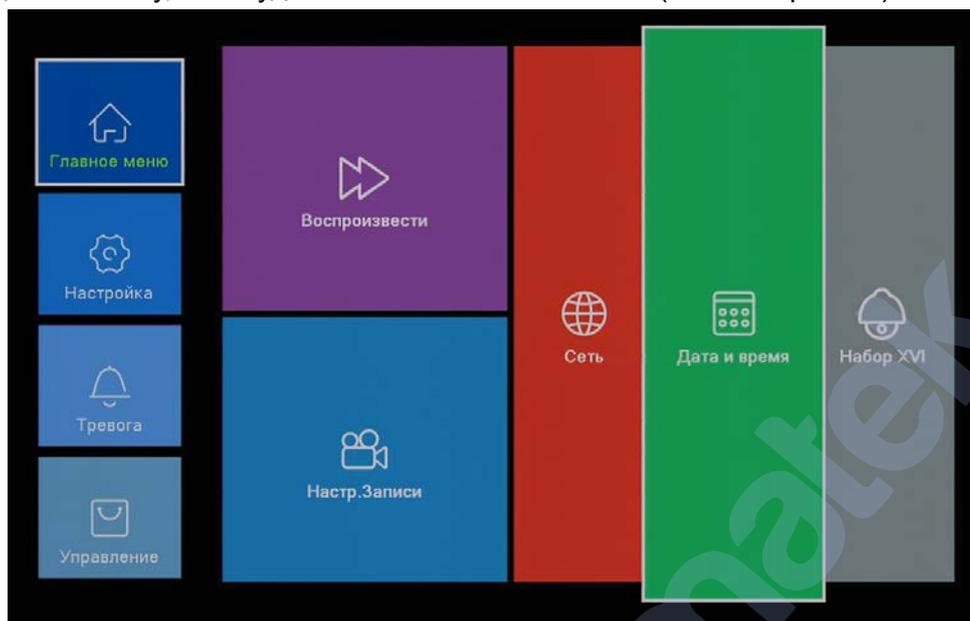 Главное меню
Настройка
Тревога
Управление
Воспроизвести
Настр.Записи
Сеть
Дата и время
Набор XVI